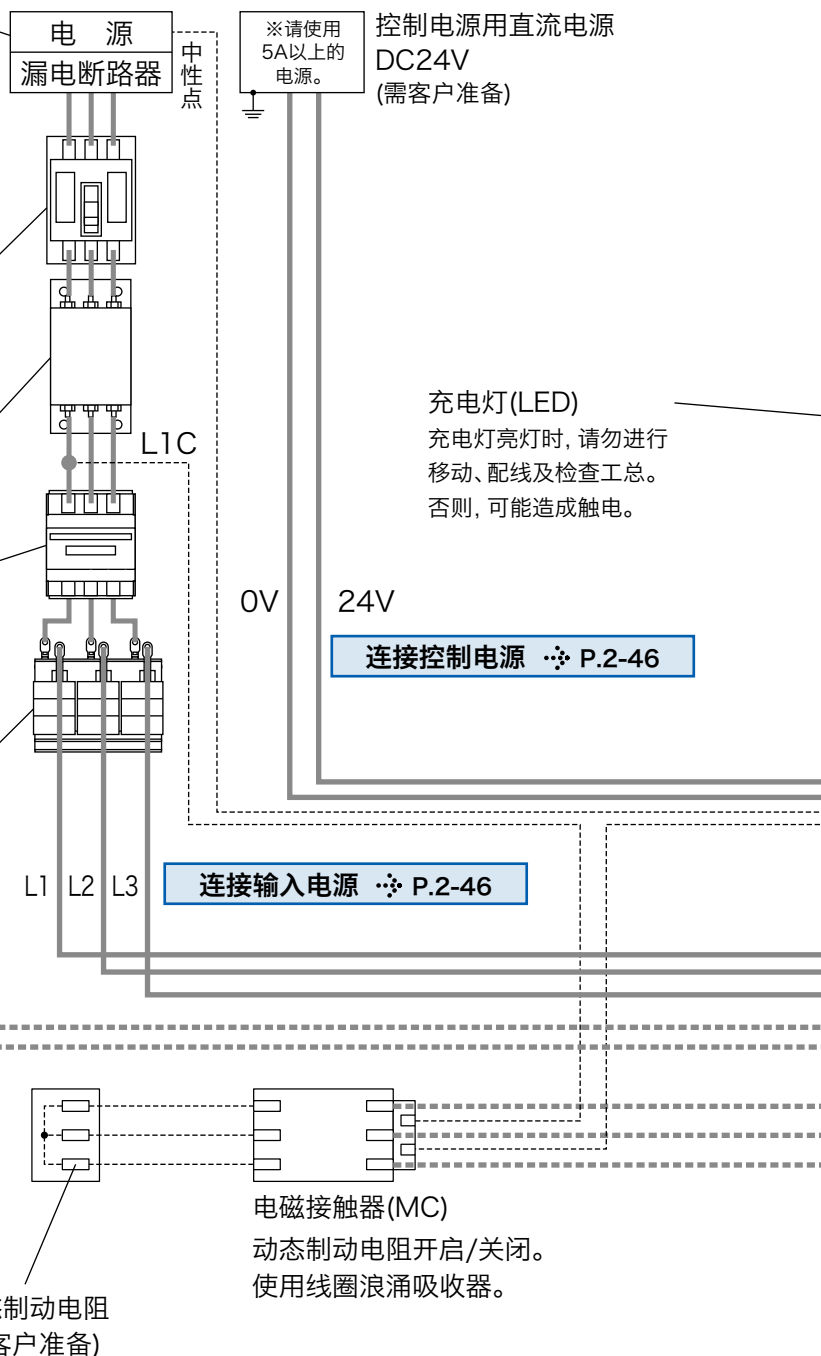 电 源
漏电断路器
中性点
※请使用
5A以上的
电源。
控制电源用直流电源
DC24V
(需客户准备)
充电灯(LED)
充电灯亮灯时, 请勿进行
移动、配线及检查工总。
否则, 可能造成触电。
L1C
0V
24V
连接控制电源 P.2-46
L1
L2
L3
连接输入电源 P.2-46
电磁接触器(MC)
动态制动电阻开启/关闭。
使用线圈浪涌吸收器。
制动电阻
客户准备)